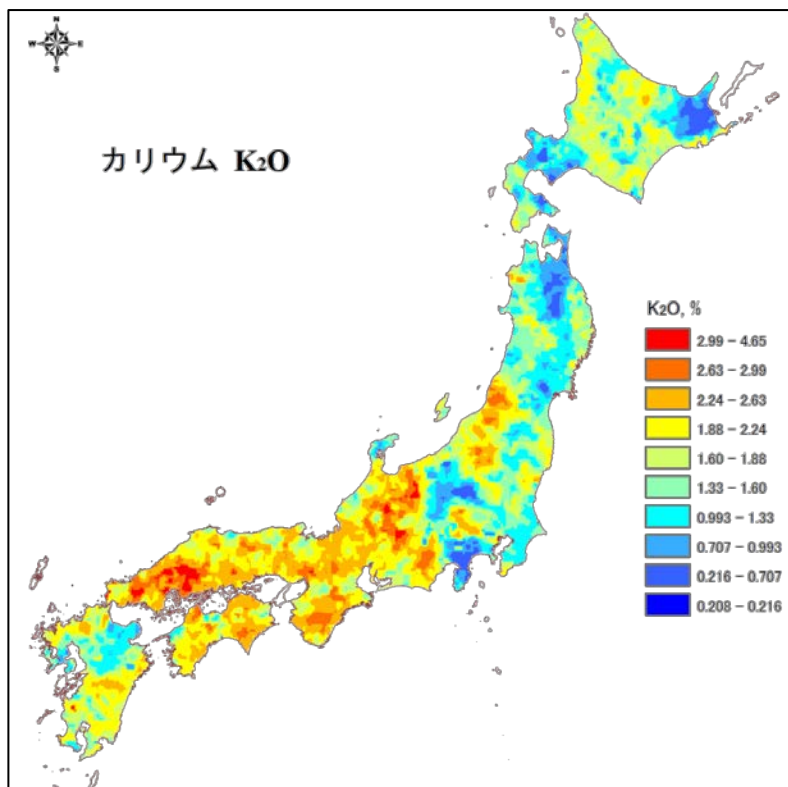 N
W E
S
カリウム K₂O
K₂O, %
2.99 – 4.65
2.63 – 2.99
2.24 – 2.63
1.88 – 2.24
1.60 – 1.88
1.33 – 1.60
0.993 – 1.33
0.707 – 0.993
0.216 – 0.707
0.208 – 0.216